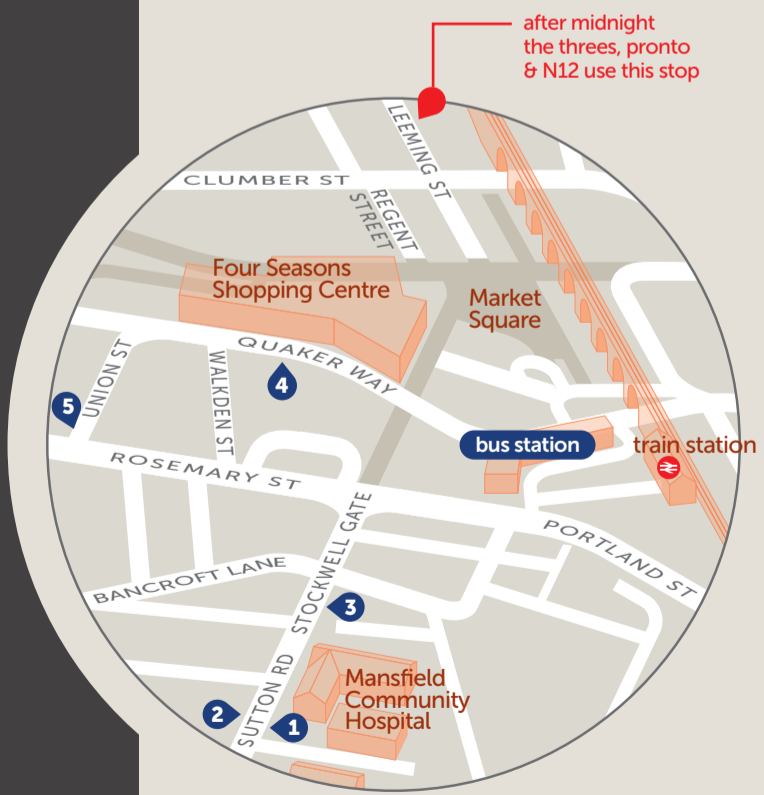 after midnight
the threes, pronto
& N12 use this stop
LEEMING ST
CLUMBER ST
REGENT
STREET
Four Seasons
Shopping Centre
Market
Square
QUAKER WAY
UNION ST
WALKDEN ST
4
5
bus station
train station
ROSEMARY ST
STOCKWELL GATE
PORTLAND ST
BANCROFT LANE
3
SUTTON RD
Mansfield
Community
Hospital
2
1